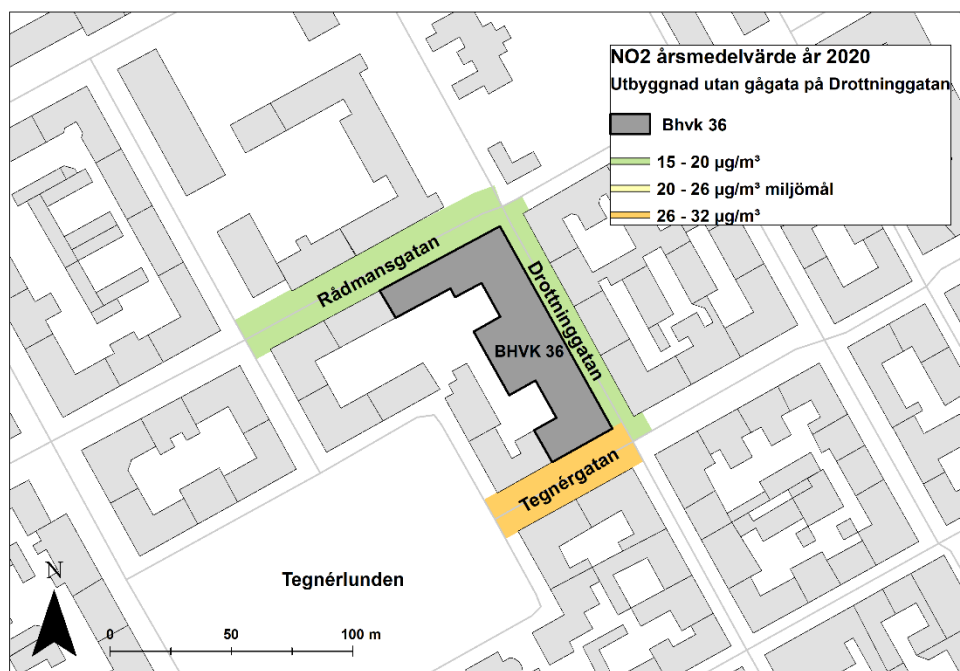 NO2 årsmedelvärde år 2020
Utbyggnad utan gågata på Drottninggatan
Bhvk 36
15 - 20 µg/m³
20 - 26 µg/m³ miljömål
26 - 32 µg/m³
Rådmansgatan
Drottninggatan
BHVK 36
Tegnérgatan
Tegnérlunden
N
0 50 100 m